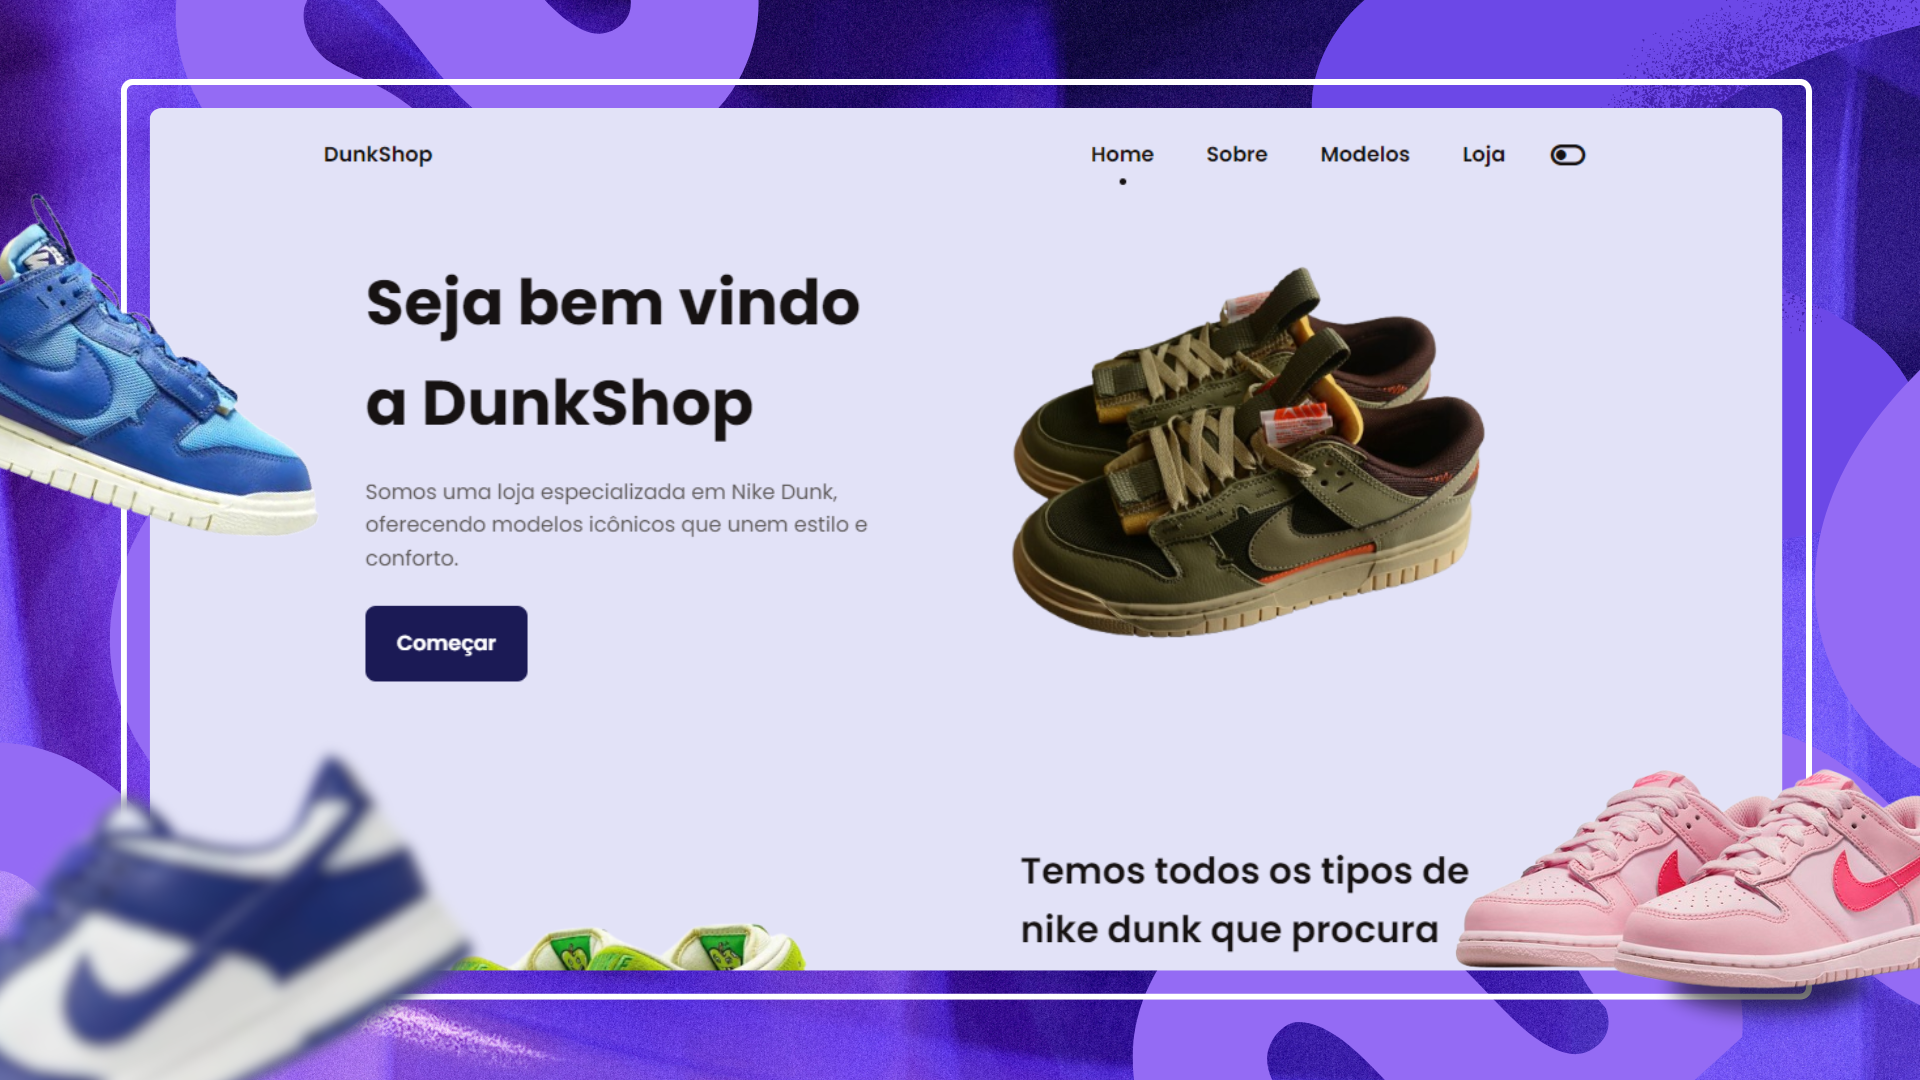 DunkShop
Home
Sobre
Modelos
Loja
Seja bem vindo
a DunkShop
Somos uma loja especializada em Nike Dunk,
oferecendo modelos icônicos que unem estilo e
conforto.
Começar
Temos todos os tipos de
nike dunk que procura